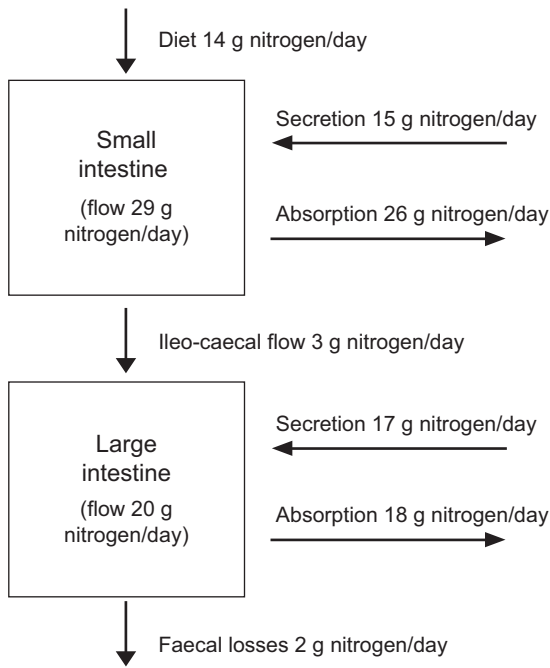 Diet 14 g nitrogen/day
Small
intestine
(flow 29 g
nitrogen/day)
Secretion 15 g nitrogen/day
Absorption 26 g nitrogen/day
Ileo-caecal flow 3 g nitrogen/day
Large
intestine
(flow 20 g
nitrogen/day)
Secretion 17 g nitrogen/day
Absorption 18 g nitrogen/day
Faecal losses 2 g nitrogen/day